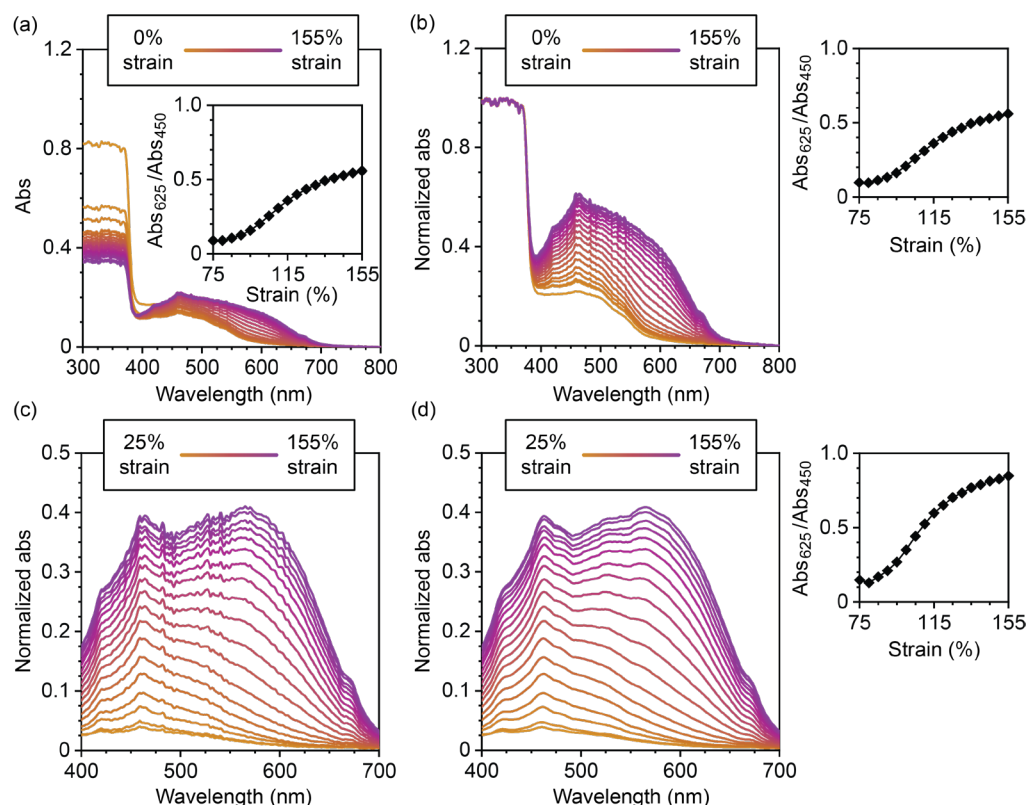 (a)
0%
strain
155%
strain
1.2
0.8
0.4
0
Abs
300 400 500 600 700 800
Wavelength (nm)
1.0
0.5
0
Abs625/Abs450
75 115 155
Strain (%)
(b)
0%
strain
155%
strain
1.2
0.8
0.4
0
Normalized abs
300 400 500 600 700 800
Wavelength (nm)
1.0
0.5
0
Abs625/Abs450
75 115 155
Strain (%)
(c)
25%
strain
155%
strain
0.5
0.4
0.3
0.2
0.1
0
Normalized abs
400 500 600 700
Wavelength (nm)
(d)
25%
strain
155%
strain
0.5
0.4
0.3
0.2
0.1
0
Normalized abs
400 500 600 700
Wavelength (nm)
1.0
0.5
0
Abs625/Abs450
75 115 155
Strain (%)